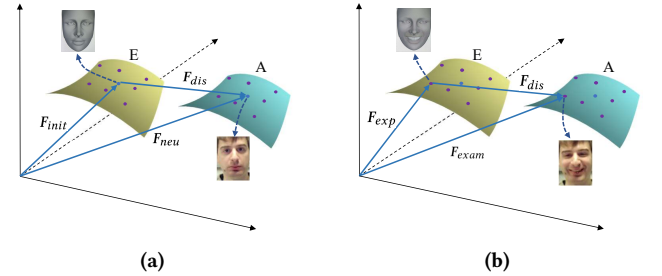 E
A
F_dis
F_init
F_neu
(a)
E
A
F_dis
F_exp
F_exam
(b)